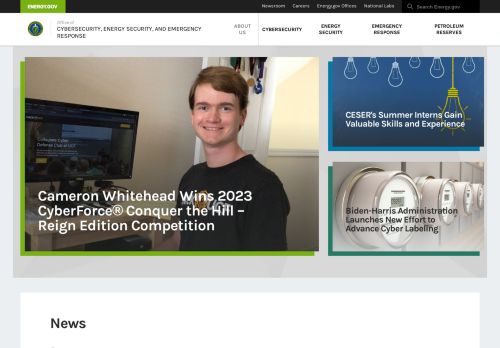 ENERGY.GOV
Newsroom Careers Energy.gov Offices National Labs Search Energy.gov
Office of
CYBERSECURITY, ENERGY SECURITY, AND EMERGENCY
RESPONSE
ABOUT
US
CYBERSECURITY
ENERGY
SECURITY
EMERGENCY
RESPONSE
PETROLEUM
RESERVES
Cameron Whitehead Wins 2023
CyberForce® Conquer the Hill –
Reign Edition Competition
CESER's Summer Interns Gain
Valuable Skills and Experience
Biden-Harris Administration
Launches New Effort to
Advance Cyber Labeling
News